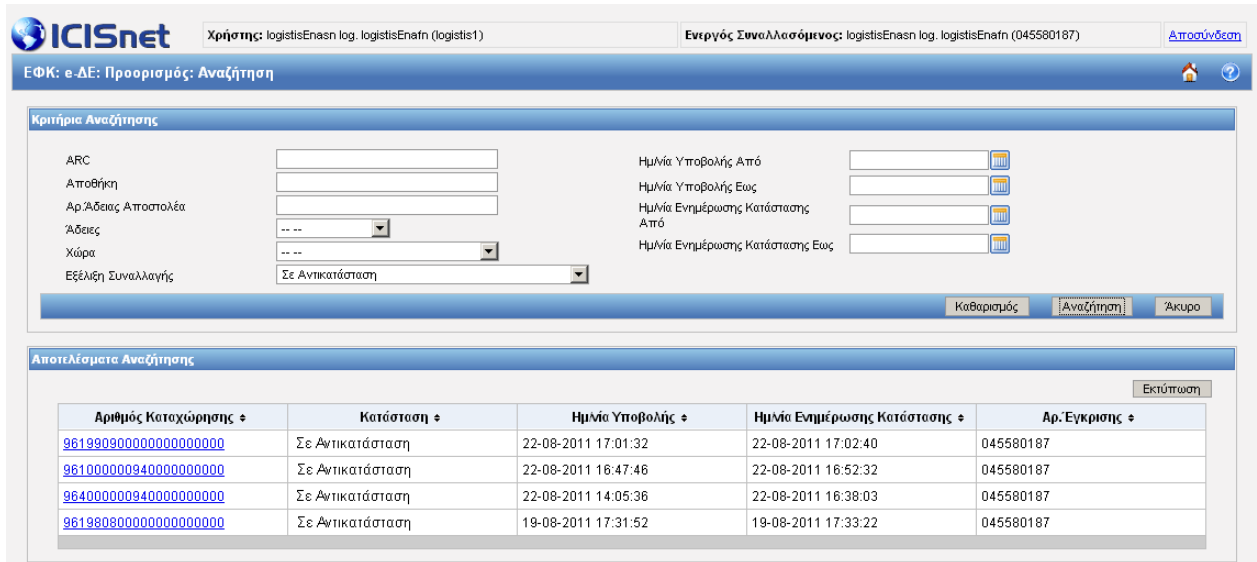 ICISnet
Χρήστης: logistisEnasn log. logistisEnafn (logistis1)
Ενεργός Συναλλασόμενος: logistisEnasn log. logistisEnafn (045580187)
Αποσύνδεση
ΕΦΚ: e-ΔΕ: Προορισμός: Αναζήτηση
Κριτήρια Αναζήτησης
ARC
Αποθήκη
Αρ.Άδειας Αποστολέα
Άδειες -- --
Χώρα -- --
Εξέλιξη Συναλλαγής Σε Αντικατάσταση
Ημ/νία Υποβολής Από
Ημ/νία Υποβολής Εως
Ημ/νία Ενημέρωσης Κατάστασης
Από
Ημ/νία Ενημέρωσης Κατάστασης Εως
Καθαρισμός Αναζήτηση Άκυρο
Αποτελέσματα Αναζήτησης
Εκτύπωση
Αριθμός Καταχώρησης Κατάσταση Ημ/νία Υποβολής Ημ/νία Ενημέρωσης Κατάστασης Αρ.Έγκρισης
961990900000000000000 Σε Αντικατάσταση 22-08-2011 17:01:32 22-08-2011 17:02:40 045580187
961000000940000000000 Σε Αντικατάσταση 22-08-2011 16:47:46 22-08-2011 16:52:32 045580187
964000000940000000000 Σε Αντικατάσταση 22-08-2011 14:05:36 22-08-2011 16:38:03 045580187
961980800000000000000 Σε Αντικατάσταση 19-08-2011 17:31:52 19-08-2011 17:33:22 045580187